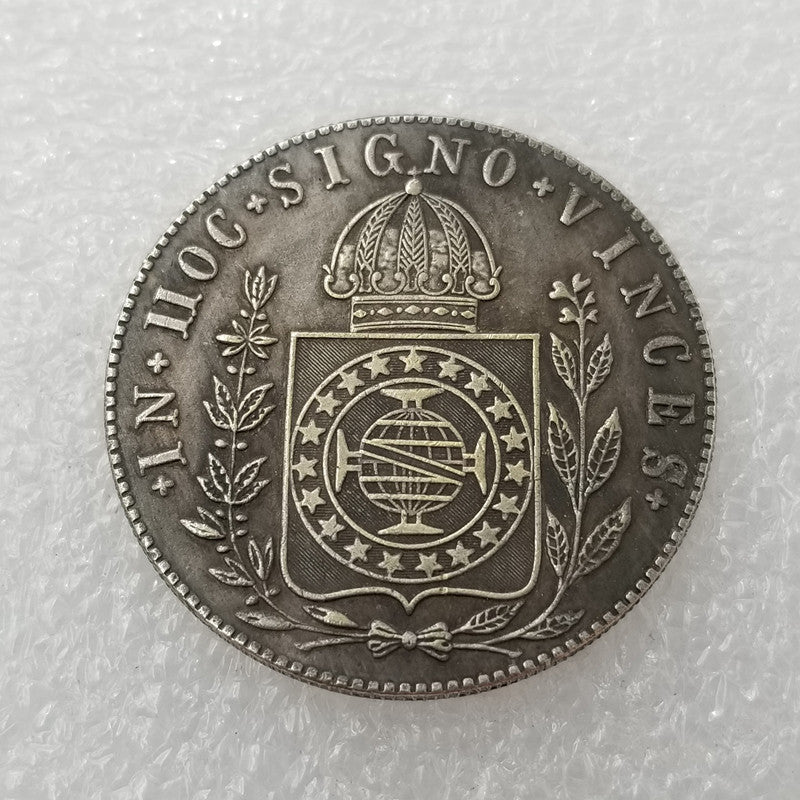 IN + HOC + SIGNO + VINCES +